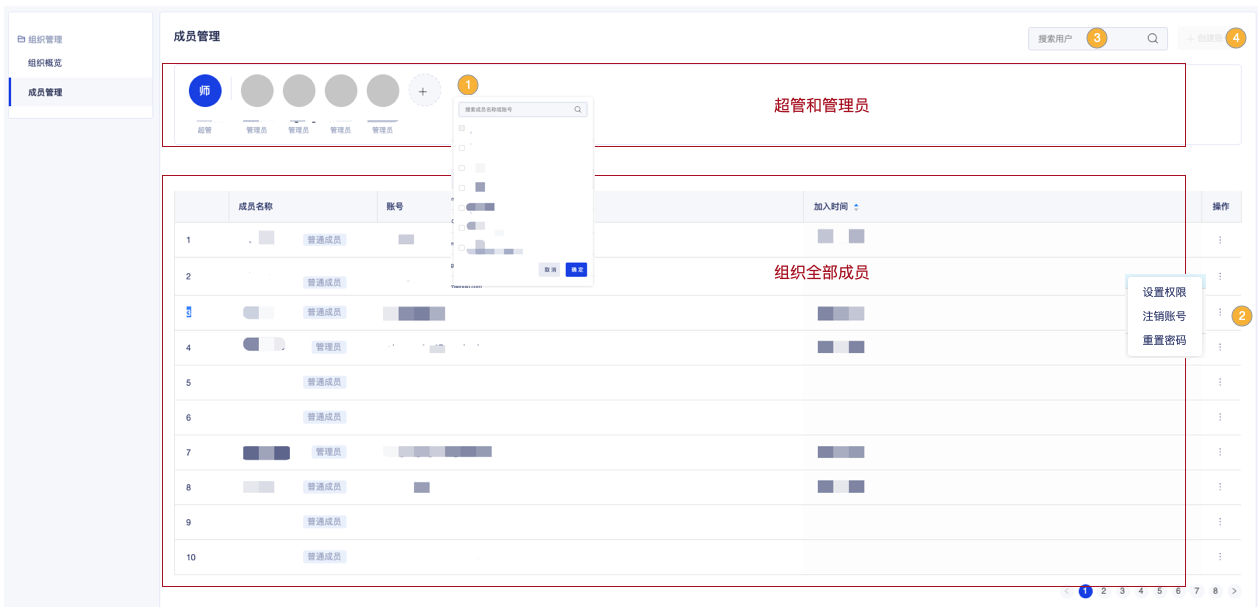 组织管理
组织概览
成员管理
成员管理
搜索用户
3
4
师
超管
管理员
管理员
管理员
管理员
1
搜索成员名称或账号
取消
确定
超管和管理员
成员名称
账号
加入时间
操作
1
普通成员
2
普通成员
组织全部成员
设置权限
注销账号
重置密码
2
3
普通成员
4
管理员
5
普通成员
6
普通成员
7
管理员
8
普通成员
9
普通成员
10
普通成员
1 2 3 4 5 6 7 8